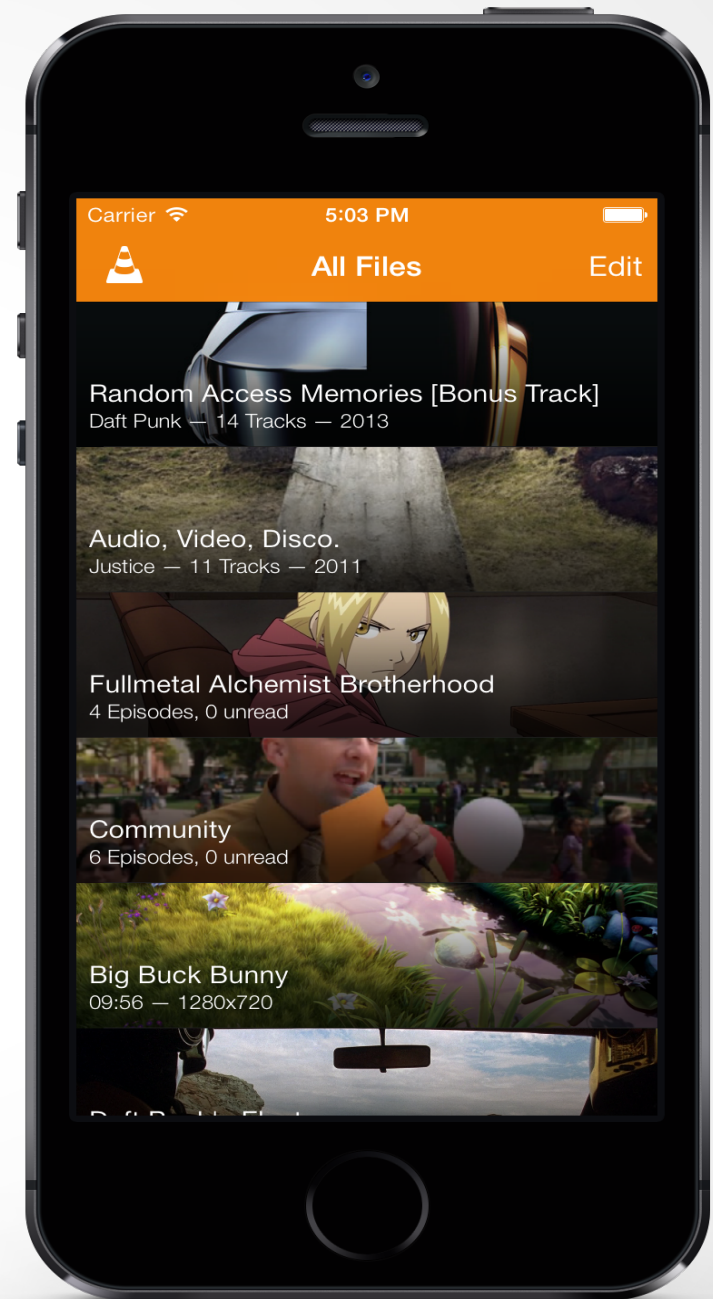 Carrier 5:03 PM
All Files Edit
Random Access Memories [Bonus Track]
Daft Punk — 14 Tracks — 2013
Audio, Video, Disco.
Justice — 11 Tracks — 2011
Fullmetal Alchemist Brotherhood
4 Episodes, 0 unread
Community
6 Episodes, 0 unread
Big Buck Bunny
09:56 — 1280x720